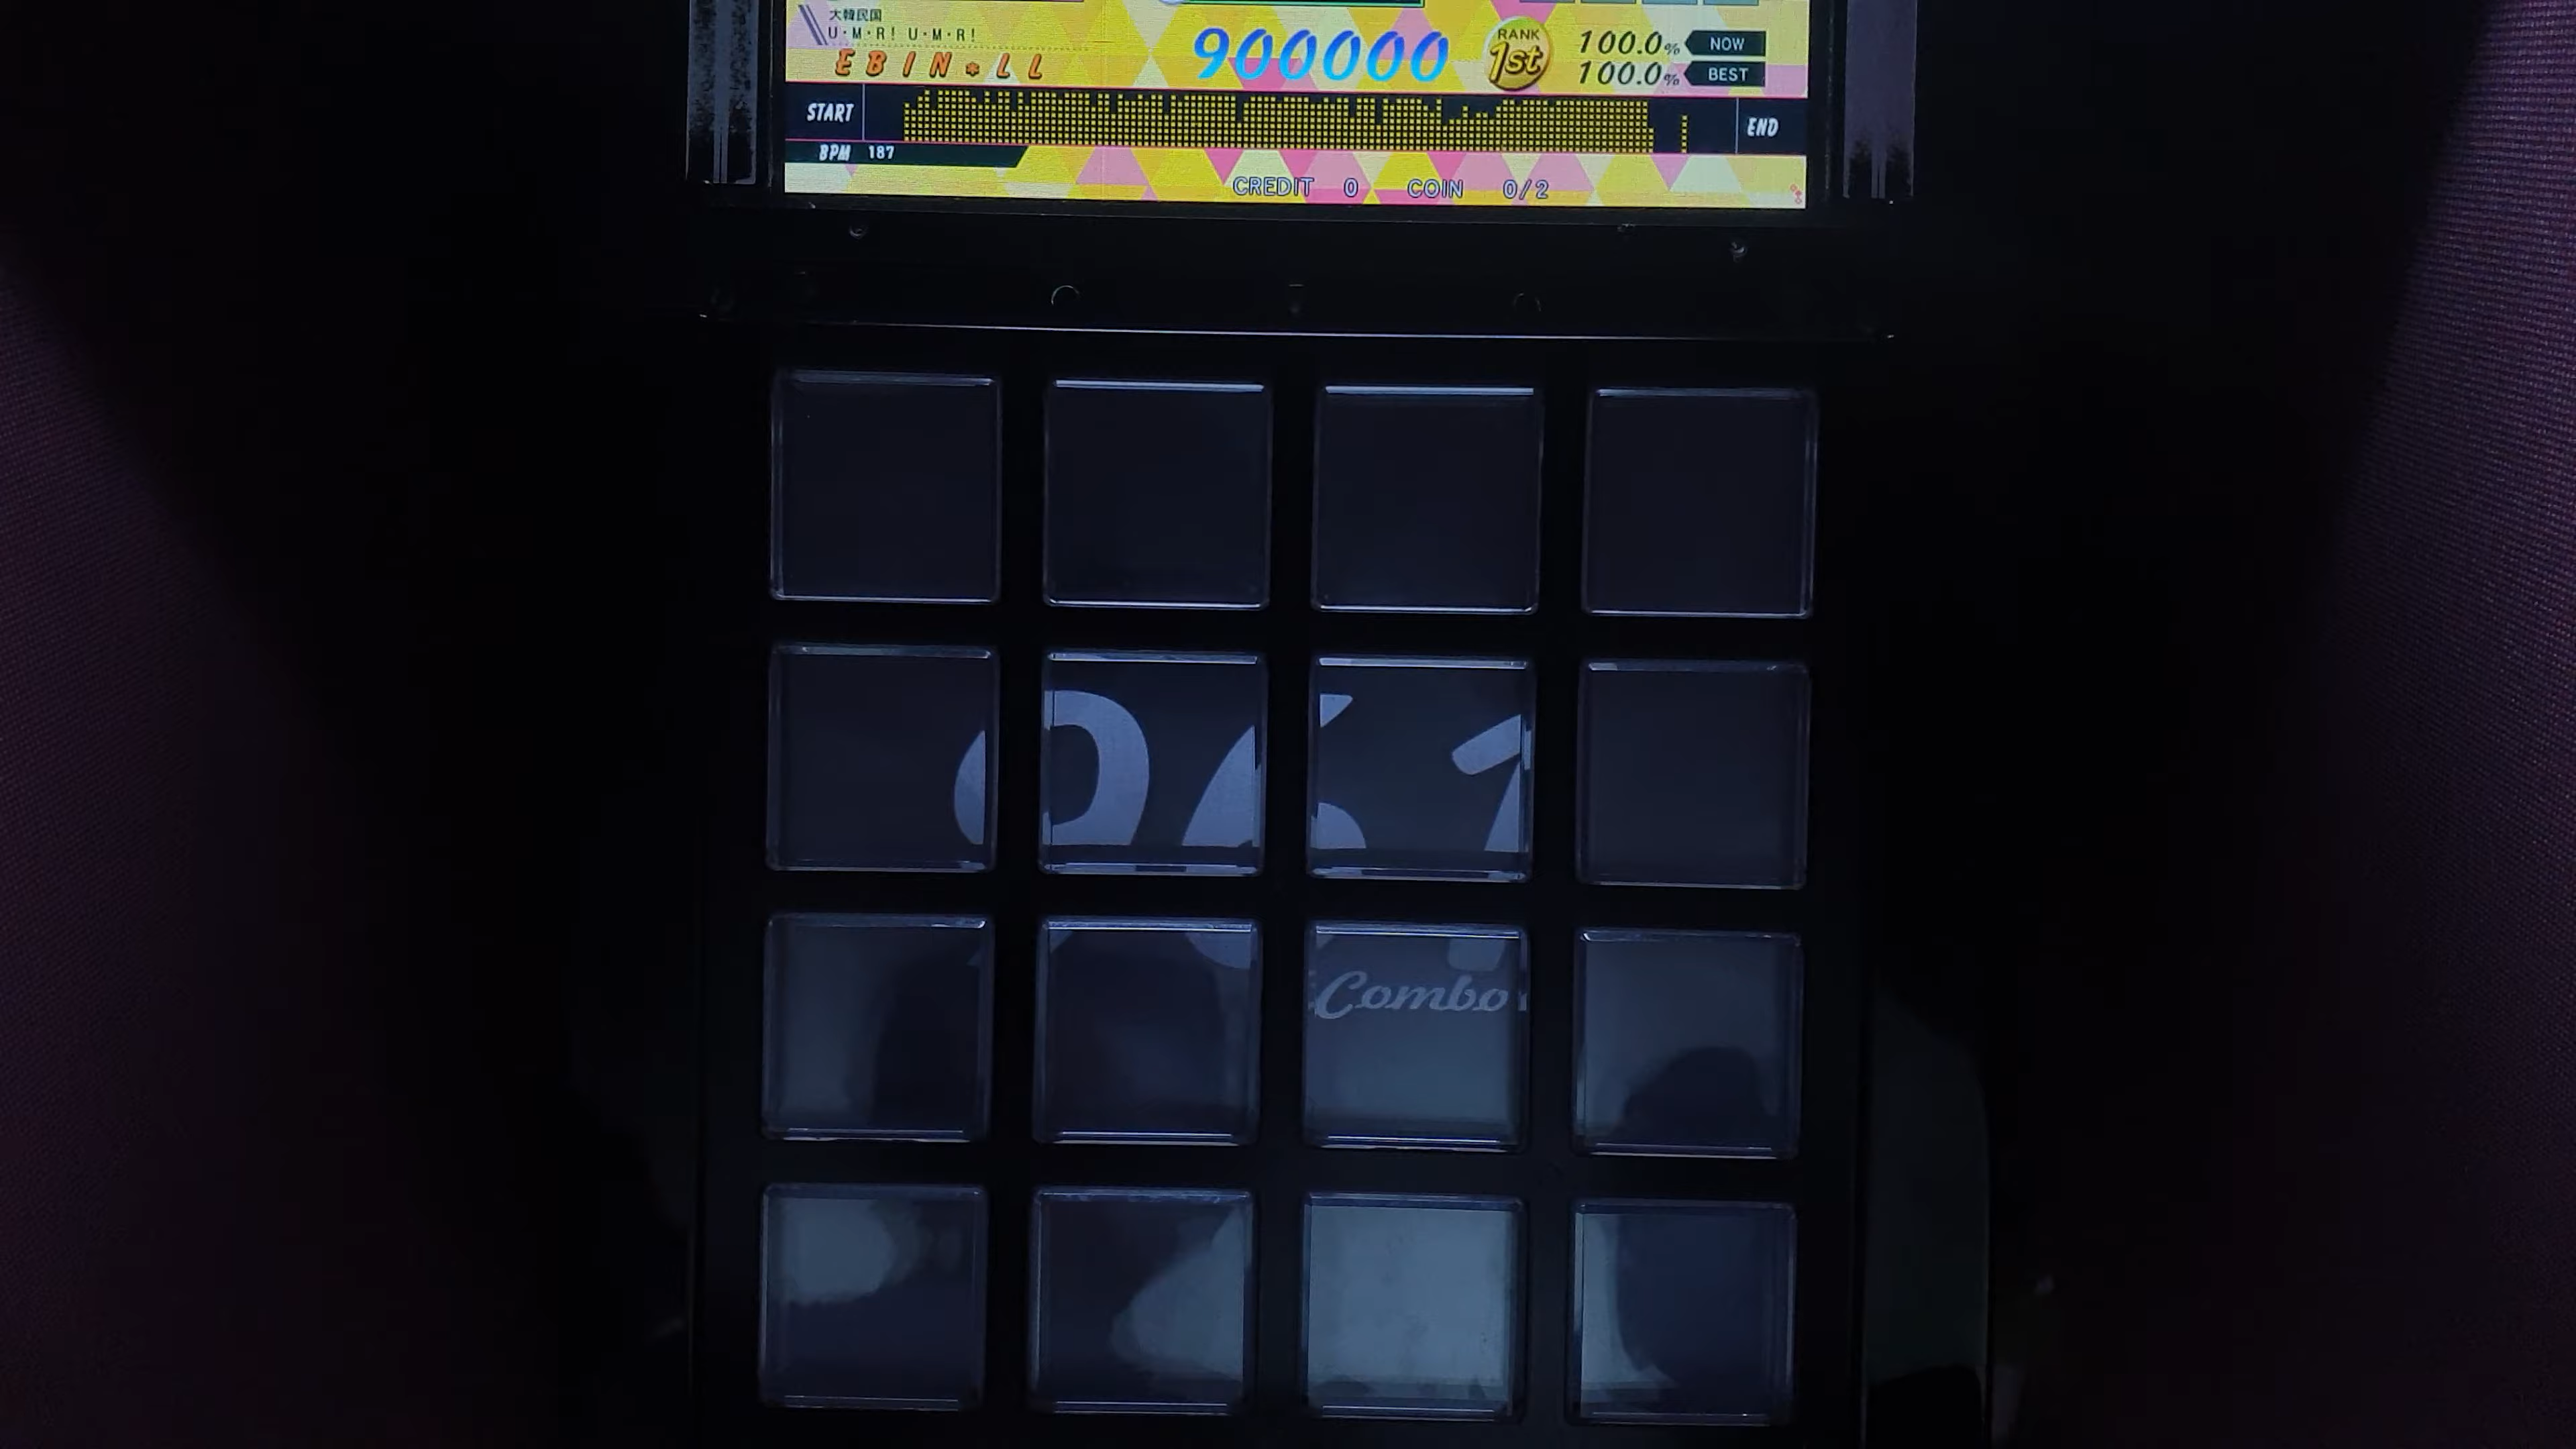 大韓民国
U・M・R! U・M・R!
EBIN*LL
900000
RANK
1st
100.0% NOW
100.0% BEST
START
END
BPM 187
CREDIT 0 COIN 0/2
961
Combo